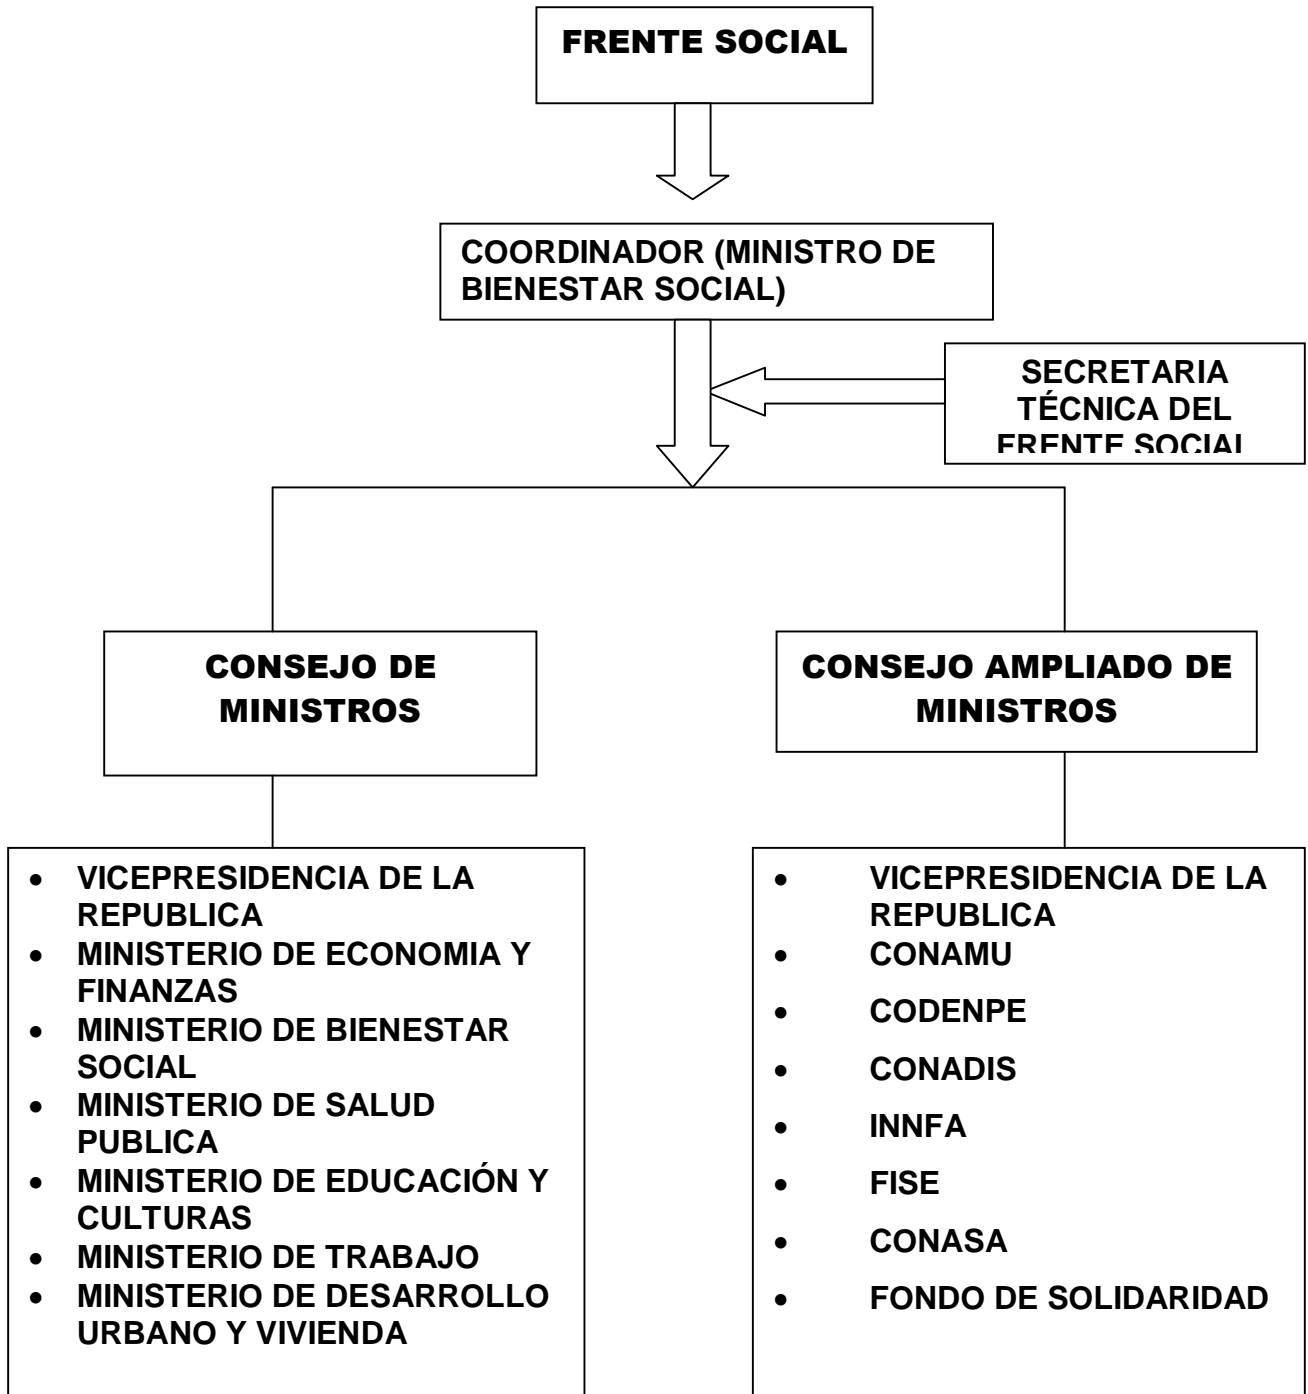 FRENTE SOCIAL
COORDINADOR (MINISTRO DE
BIENESTAR SOCIAL)
SECRETARIA
TÉCNICA DEL
FRENTE SOCIAL
CONSEJO DE
MINISTROS
CONSEJO AMPLIADO DE
MINISTROS
• VICEPRESIDENCIA DE LA
REPUBLICA
• MINISTERIO DE ECONOMIA Y
FINANZAS
• MINISTERIO DE BIENESTAR
SOCIAL
• MINISTERIO DE SALUD
PUBLICA
• MINISTERIO DE EDUCACIÓN Y
CULTURAS
• MINISTERIO DE TRABAJO
• MINISTERIO DE DESARROLLO
URBANO Y VIVIENDA
• VICEPRESIDENCIA DE LA
REPUBLICA
• CONAMU
• CODENPE
• CONADIS
• INNFA
• FISE
• CONASA
• FONDO DE SOLIDARIDAD